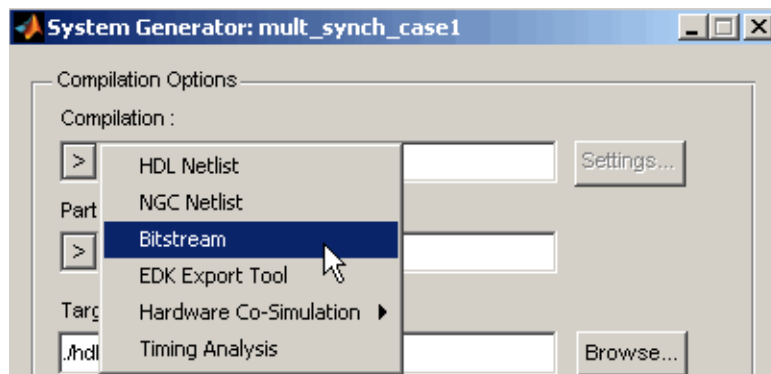 System Generator: mult_synch_case1
Compilation Options
Compilation :
> Settings...
HDL Netlist
NGC Netlist
Part
Bitstream
>
EDK Export Tool
Targ
Hardware Co-Simulation
./hdl
Timing Analysis
Browse...